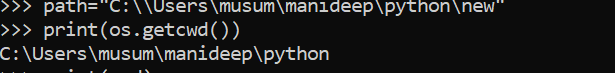 >>> path="C:\\Users\musum\manideep\python\new"
>>> print(os.getcwd())
C:\Users\musum\manideep\python